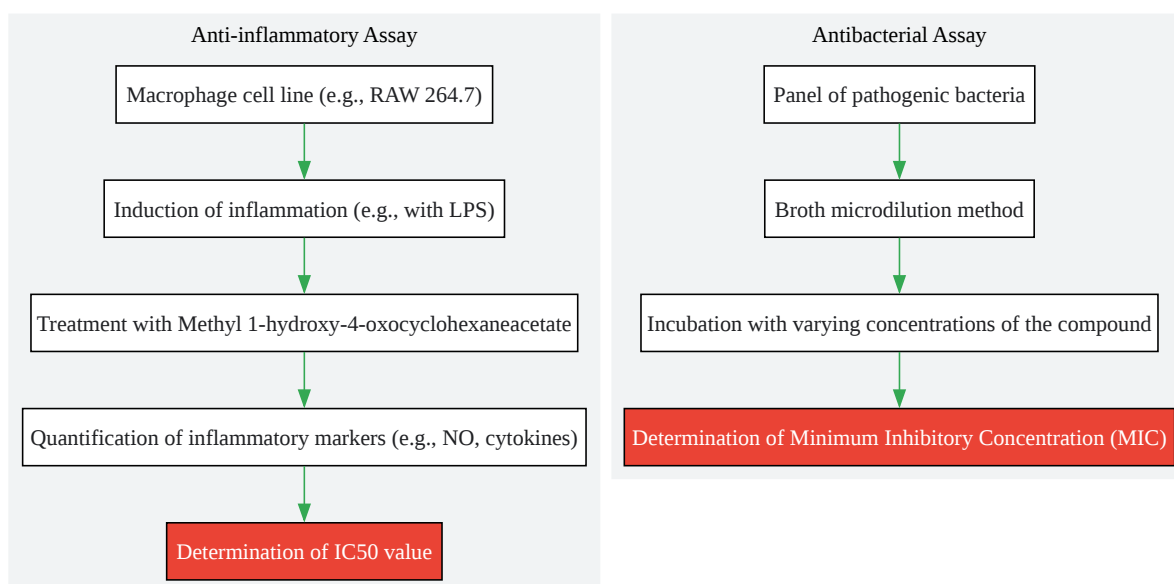 Anti-inflammatory Assay
Macrophage cell line (e.g., RAW 264.7)
Induction of inflammation (e.g., with LPS)
Treatment with Methyl 1-hydroxy-4-oxocyclohexaneacetate
Quantification of inflammatory markers (e.g., NO, cytokines)
Determination of IC50 value
Antibacterial Assay
Panel of pathogenic bacteria
Broth microdilution method
Incubation with varying concentrations of the compound
Determination of Minimum Inhibitory Concentration (MIC)